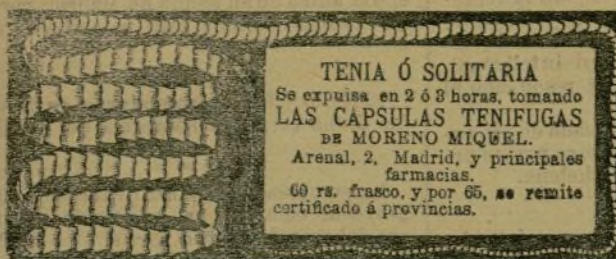 TENIA Ó SOLITARIA
Se expulsa en 2 ó 3 horas, tomando
LAS CAPSULAS TENIFUGAS
DE MORENO MIQUEL.
Arenal, 2, Madrid, y principales
farmacias.
60 rs. frasco, y por 65, se remite
certificado á provincias.